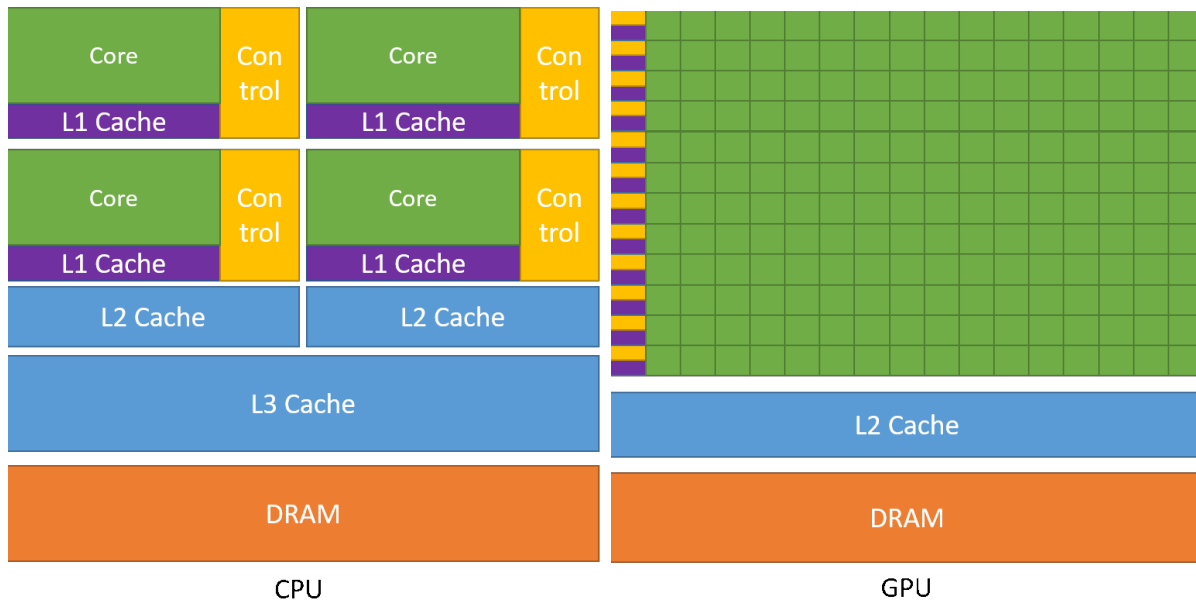 Core
Con
trol
L1 Cache
Core
Con
trol
L1 Cache
Core
Con
trol
L1 Cache
Core
Con
trol
L1 Cache
L2 Cache
L2 Cache
L3 Cache
DRAM
CPU
L2 Cache
DRAM
GPU